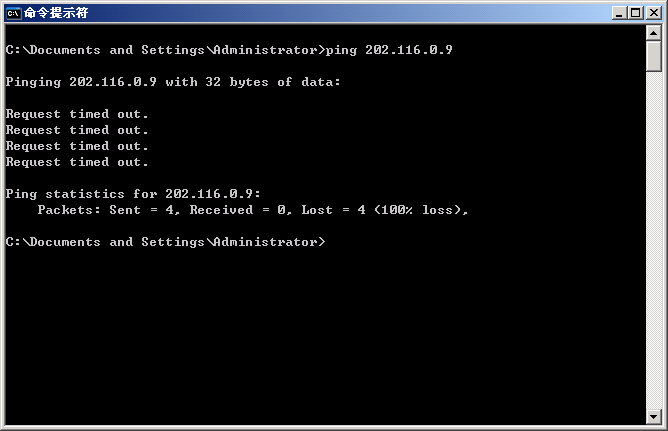 命令提示符
C:\Documents and Settings\Administrator>ping 202.116.0.9
Pinging 202.116.0.9 with 32 bytes of data:
Request timed out.
Request timed out.
Request timed out.
Request timed out.
Ping statistics for 202.116.0.9:
Packets: Sent = 4, Received = 0, Lost = 4 (100% loss),
C:\Documents and Settings\Administrator>